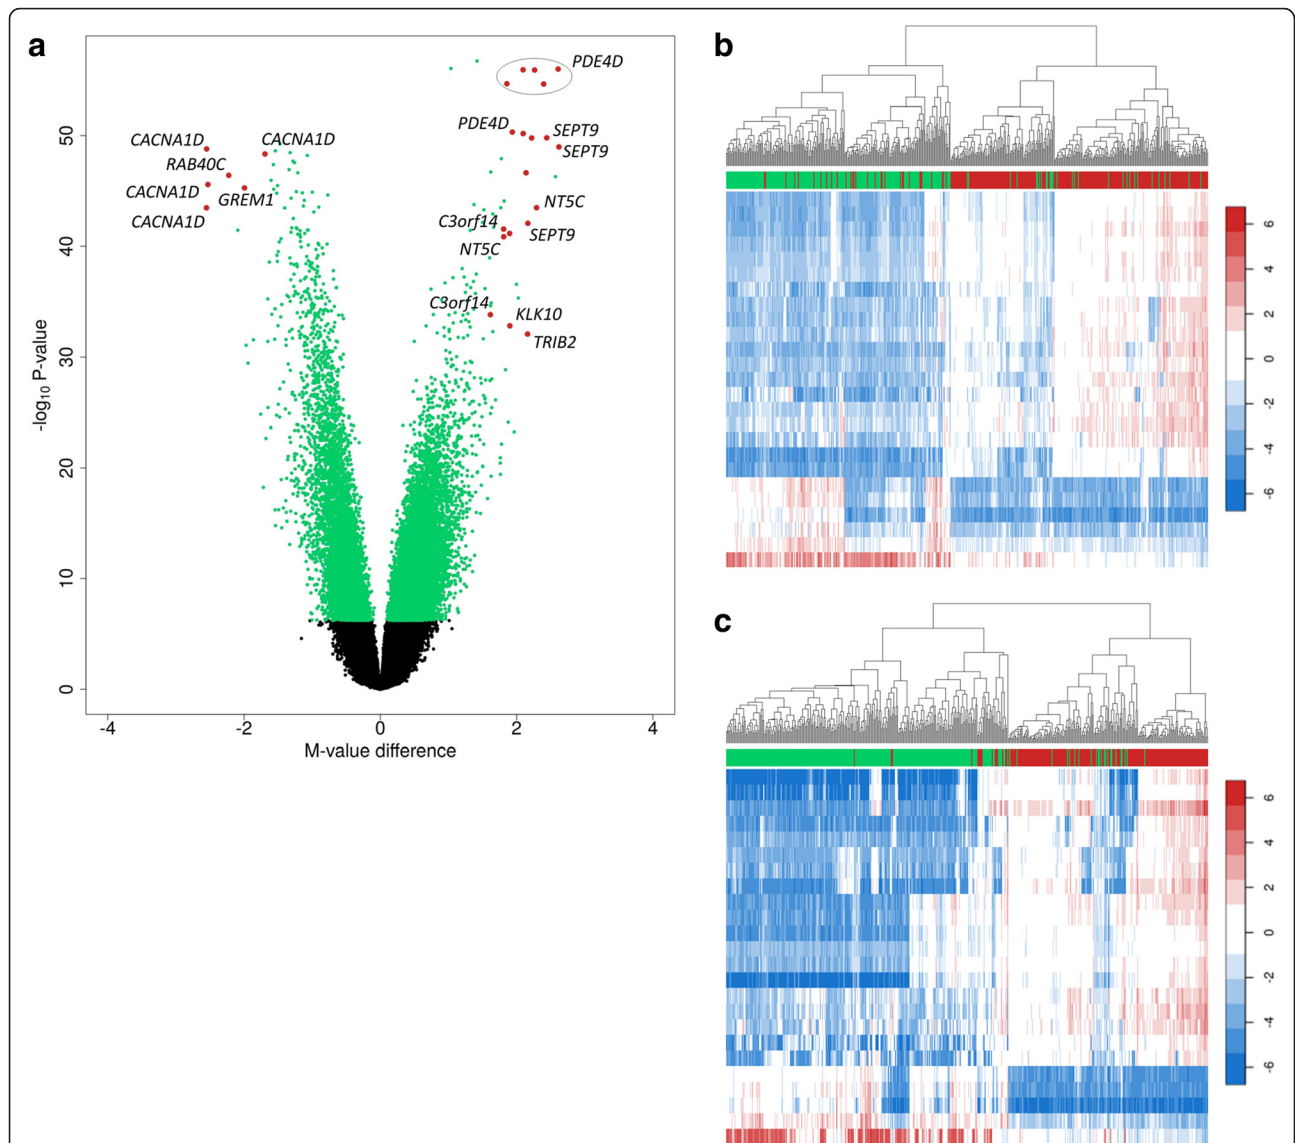 a
PDE4D
PDE4D
SEPT9
SEPT9
CACNA1D
CACNA1D
RAB40C
CACNA1D
GREM1
CACNA1D
NT5C
C3orf14
SEPT9
NT5C
C3orf14
KLK10
TRIB2
50
40
30
20
10
0
-log10 P-value
-4
-2
0
2
4
M-value difference
b
6
4
2
0
-2
-4
-6
c
6
4
2
0
-2
-4
-6